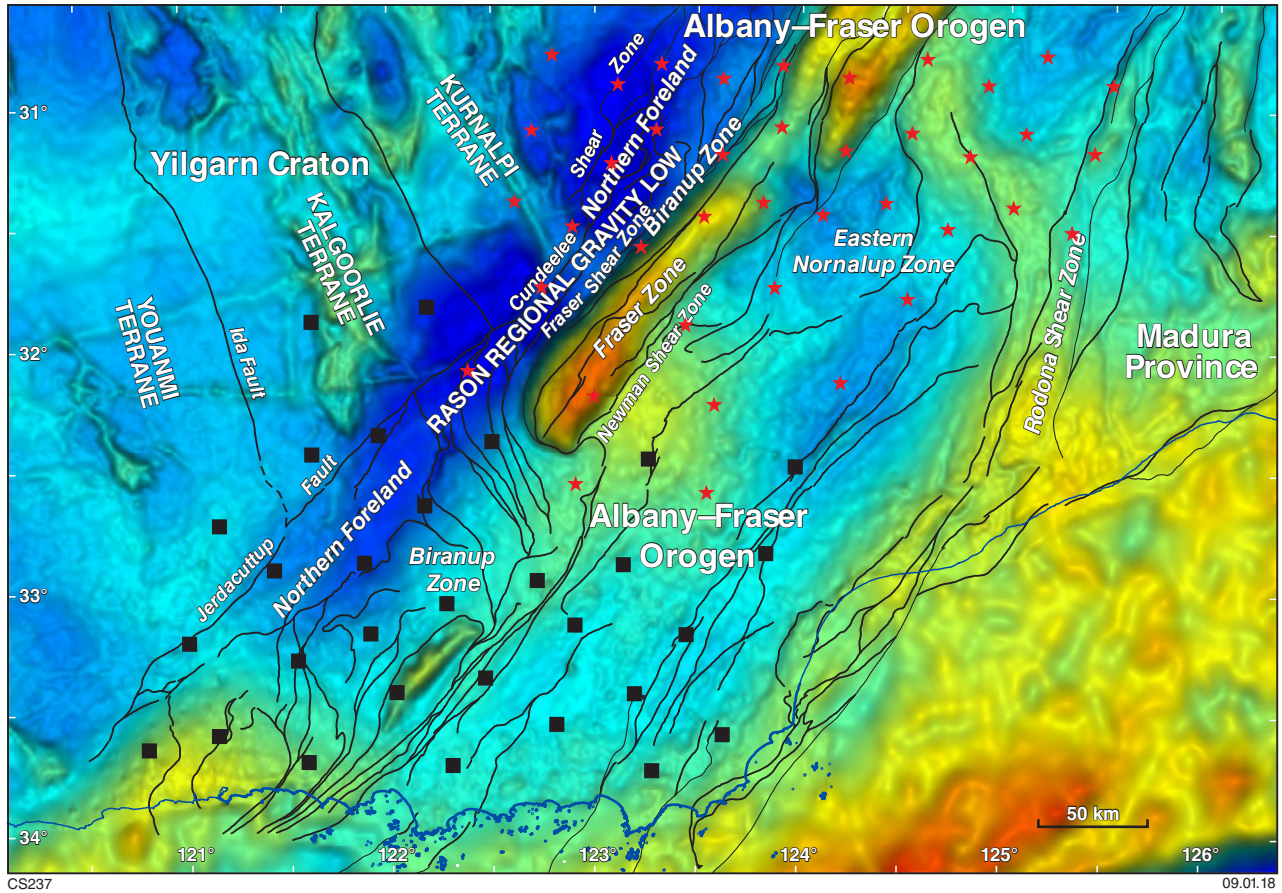 Albany–Fraser Orogen
31°
Yilgarn Craton
KURNALPI
TERRANE
Zone
Shear
Cundeelee
Northern Foreland
RASON REGIONAL GRAVITY LOW
Biranup Zone
Fraser Shear Zone
KALGOORLIE
TERRANE
Eastern
Nornalup Zone
YOUANMI
TERRANE
Ida Fault
Fraser Zone
Newman Shear Zone
Rodona Shear Zone
Madura
Province
32°
Fault
Jerdacuttup
Northern Foreland
Albany–Fraser
Orogen
Biranup
Zone
33°
50 km
34°
121°
122°
123°
124°
125°
126°
CS237
09.01.18